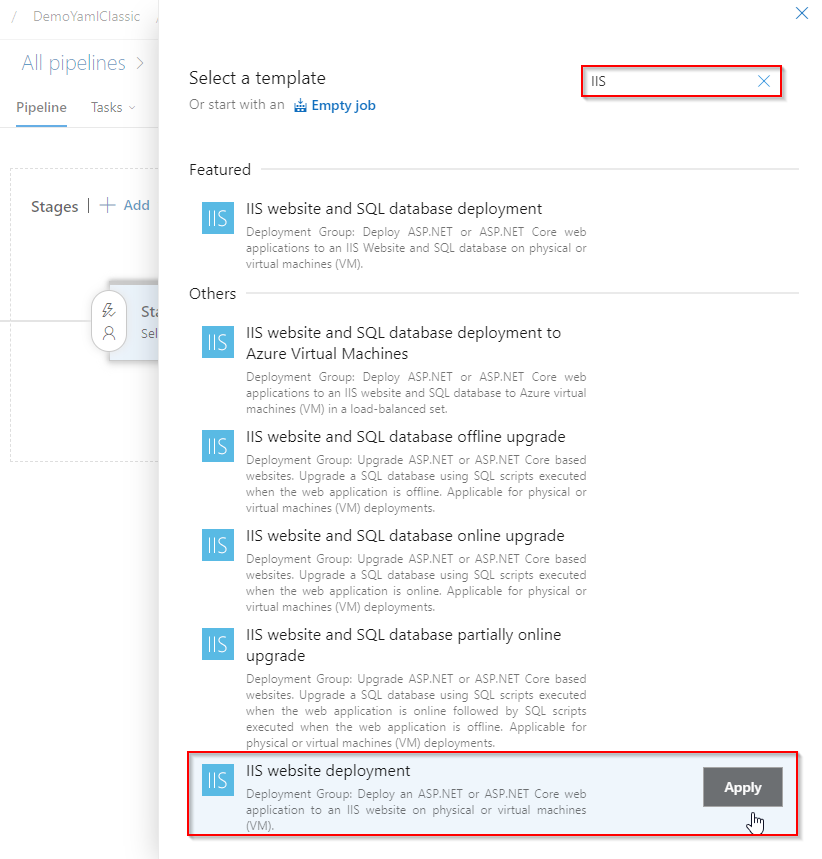 / DemoYamlClassic /
All pipelines >
Pipeline Tasks
Stages | + Add
Sta
Sel
Select a template
IIS
Or start with an Empty job
Featured
IIS
IIS website and SQL database deployment
Deployment Group: Deploy ASP.NET or ASP.NET Core web
applications to an IIS Website and SQL database on physical or
virtual machines (VM).
Others
IIS
IIS website and SQL database deployment to
Azure Virtual Machines
Deployment Group: Deploy ASP.NET or ASP.NET Core web
applications to an IIS website and SQL database to Azure virtual
machines (VM) in a load-balanced set.
IIS
IIS website and SQL database offline upgrade
Deployment Group: Upgrade ASP.NET or ASP.NET Core based
websites. Upgrade a SQL database using SQL scripts executed
when the web application is offline. Applicable for physical or
virtual machines (VM) deployments.
IIS
IIS website and SQL database online upgrade
Deployment Group: Upgrade ASP.NET or ASP.NET Core based
websites. Upgrade a SQL database using SQL scripts executed
when the web application is online. Applicable for physical or
virtual machines (VM) deployments.
IIS
IIS website and SQL database partially online
upgrade
Deployment Group: Upgrade ASP.NET or ASP.NET Core based
websites. Upgrade a SQL database using SQL scripts executed
when the web application is online followed by SQL scripts
executed when the web application is offline. Applicable for
physical or virtual machines (VM) deployments.
IIS
IIS website deployment
Deployment Group: Deploy an ASP.NET or ASP.NET Core web
application to an IIS website on physical or virtual machines
(VM).
Apply